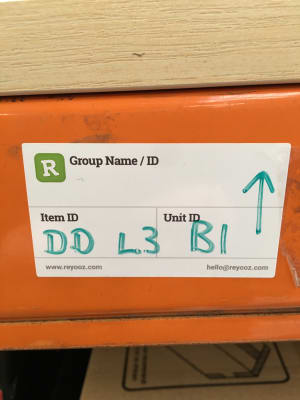 R Group Name / ID
Item ID Unit ID
DD L3 B1
www.reyooz.com hello@reyooz.com